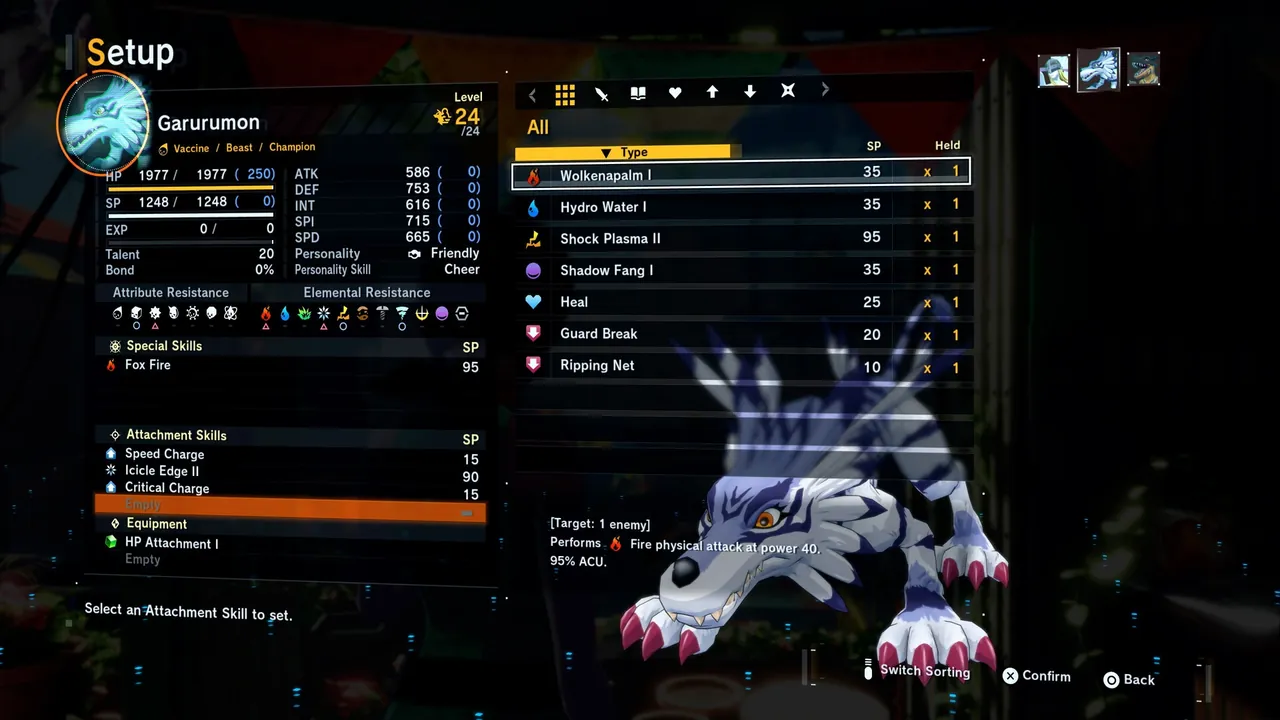 Setup
Garurumon
Level
24
/24
Vaccine / Beast / Champion
HP 1977 / 1977 ( 250)
SP 1248 / 1248 ( 0)
EXP 0 / 0
Talent 20
Bond 0%
ATK 586 ( 0)
DEF 753 ( 0)
INT 616 ( 0)
SPI 715 ( 0)
SPD 665 ( 0)
Personality Friendly
Personality Skill Cheer
Attribute Resistance Elemental Resistance
Special Skills SP
Fox Fire 95
Attachment Skills SP
Speed Charge 15
Icicle Edge II 90
Critical Charge 15
Empty
Equipment
HP Attachment I
Empty
Select an Attachment Skill to set.
All
▼ Type SP Held
Wolkenapalm I 35 x 1
Hydro Water I 35 x 1
Shock Plasma II 95 x 1
Shadow Fang I 35 x 1
Heal 25 x 1
Guard Break 20 x 1
Ripping Net 10 x 1
[Target: 1 enemy]
Performs Fire physical attack at power 40.
95% ACU.
Switch Sorting Confirm Back